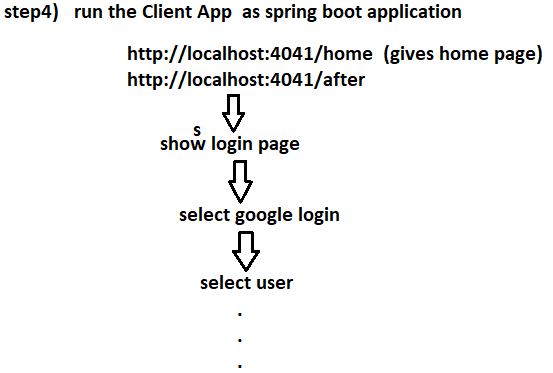 step4) run the Client App as spring boot application
http://localhost:4041/home (gives home page)
http://localhost:4041/after
s
show login page
select google login
select user
.
.
.